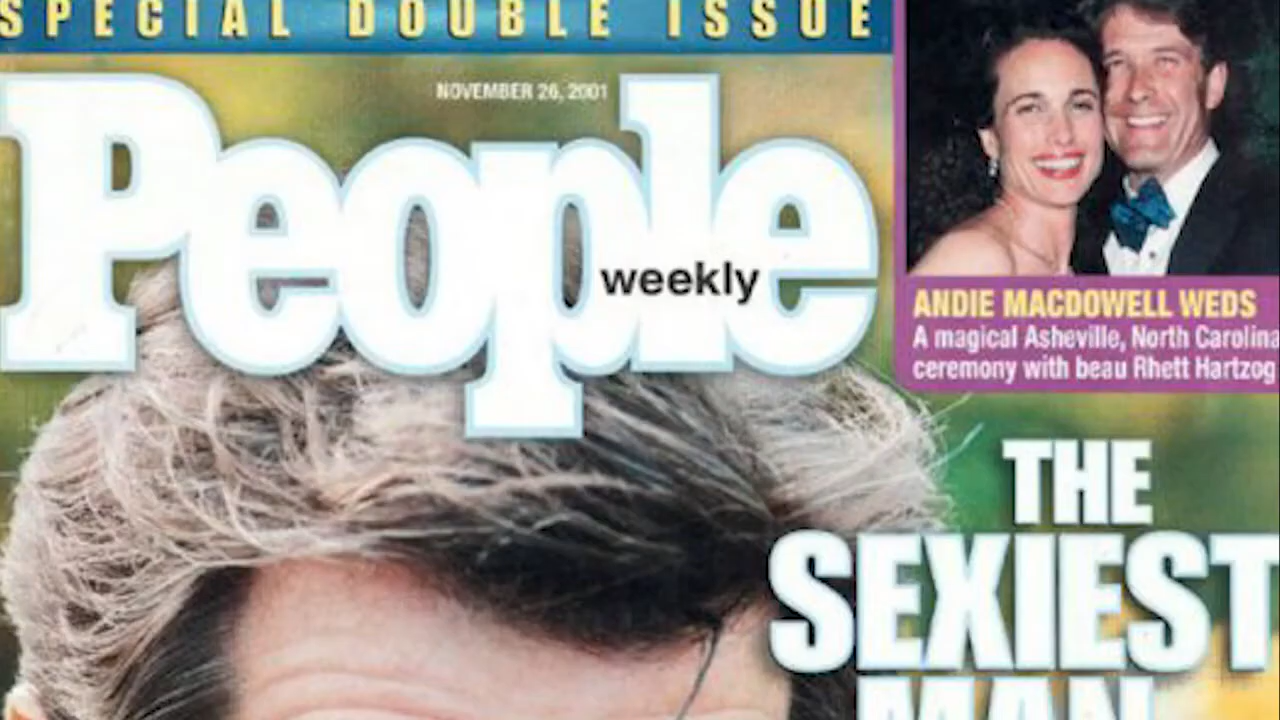 SPECIAL DOUBLE ISSUE
NOVEMBER 26, 2001
People
weekly
ANDIE MACDOWELL WEDS
A magical Asheville, North Carolina
ceremony with beau Rhett Hartzog
THE
SEXIEST
MAN